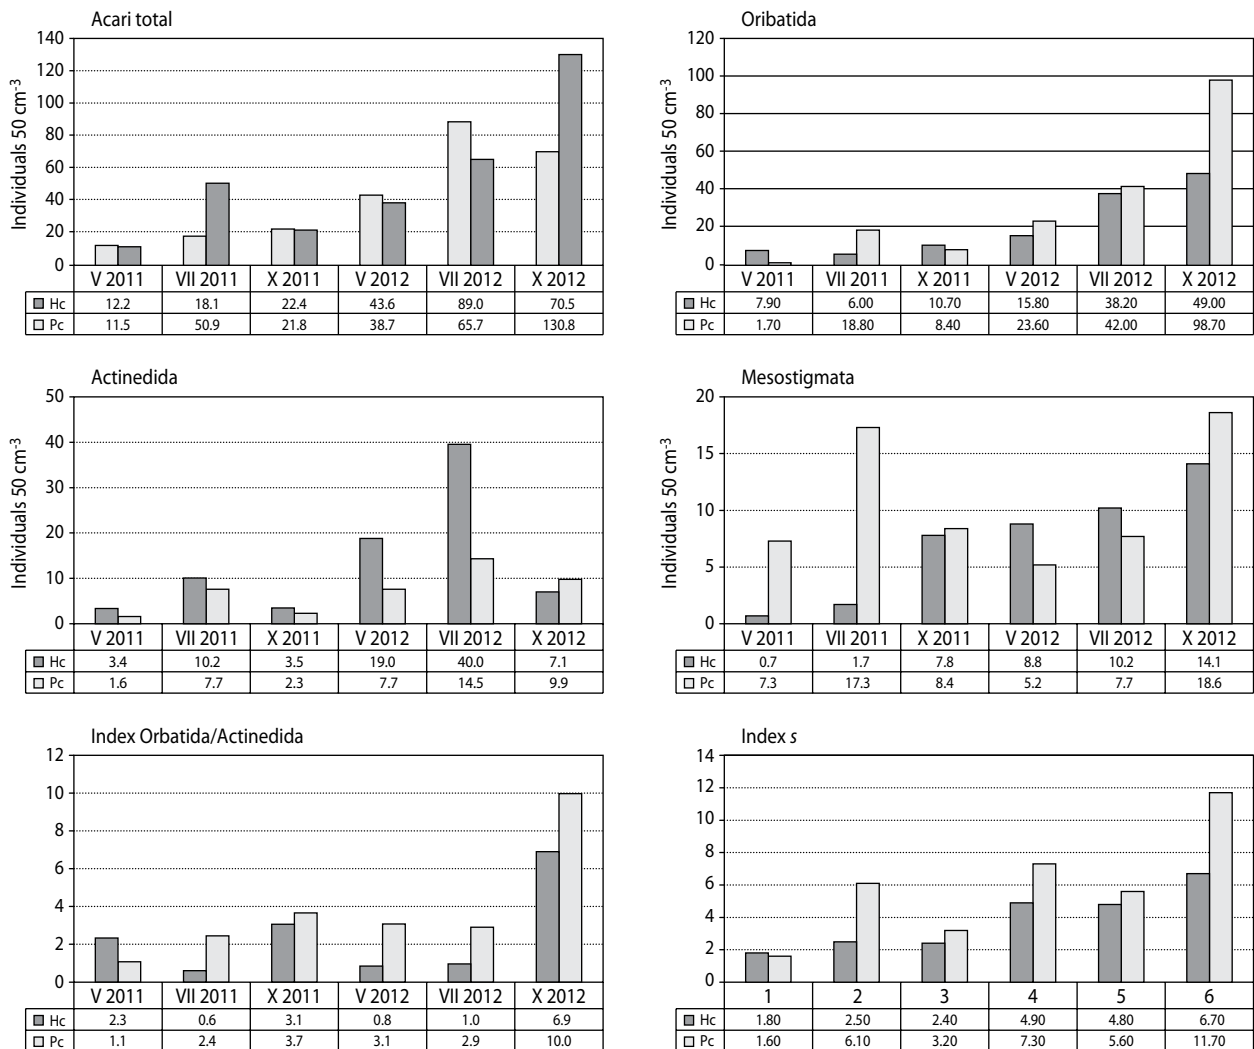 Acari total
Individuals 50 cm-3
140
120
100
80
60
40
20
0
V 2011 VII 2011 X 2011 V 2012 VII 2012 X 2012
Hc 12.2 18.1 22.4 43.6 89.0 70.5
Pc 11.5 50.9 21.8 38.7 65.7 130.8
Oribatida
Individuals 50 cm-3
120
100
80
60
40
20
0
V 2011 VII 2011 X 2011 V 2012 VII 2012 X 2012
Hc 7.90 6.00 10.70 15.80 38.20 49.00
Pc 1.70 18.80 8.40 23.60 42.00 98.70
Actinedida
Individuals 50 cm-3
50
40
30
20
10
0
V 2011 VII 2011 X 2011 V 2012 VII 2012 X 2012
Hc 3.4 10.2 3.5 19.0 40.0 7.1
Pc 1.6 7.7 2.3 7.7 14.5 9.9
Mesostigmata
Individuals 50 cm-3
20
15
10
5
0
V 2011 VII 2011 X 2011 V 2012 VII 2012 X 2012
Hc 0.7 1.7 7.8 8.8 10.2 14.1
Pc 7.3 17.3 8.4 5.2 7.7 18.6
Index Orbatida/Actinedida
12
10
8
6
4
2
0
V 2011 VII 2011 X 2011 V 2012 VII 2012 X 2012
Hc 2.3 0.6 3.1 0.8 1.0 6.9
Pc 1.1 2.4 3.7 3.1 2.9 10.0
Index s
14
12
10
8
6
4
2
0
1 2 3 4 5 6
Hc 1.80 2.50 2.40 4.90 4.80 6.70
Pc 1.60 6.10 3.20 7.30 5.60 11.70